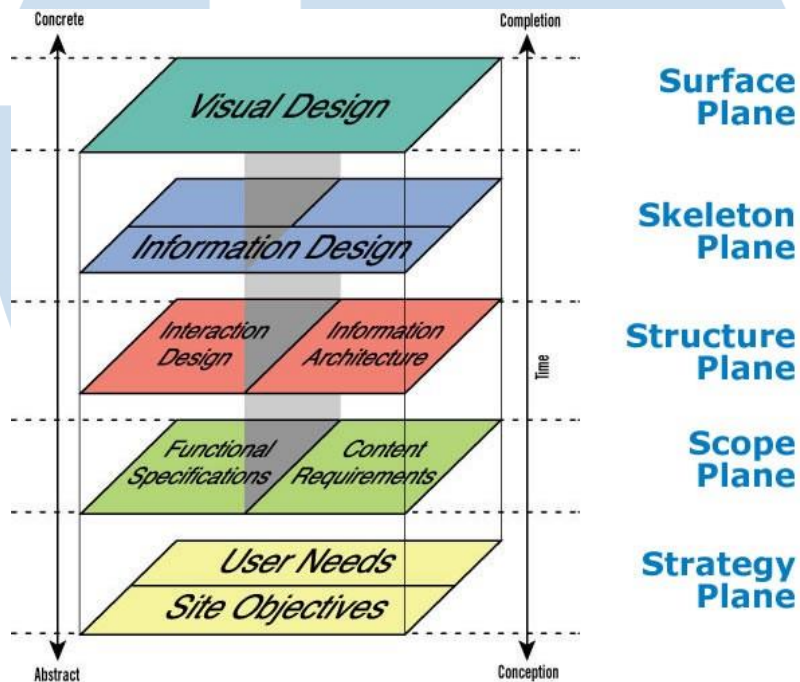 Concrete
Completion
Visual Design
Surface
Plane
Information Design
Skeleton
Plane
Interaction
Design
Information
Architecture
Structure
Plane
Time
Functional
Specifications
Content
Requirements
Scope
Plane
User Needs
Site Objectives
Strategy
Plane
Abstract
Conception